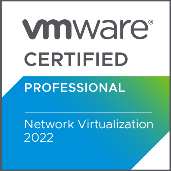 vmware®
CERTIFIED
PROFESSIONAL
Network Virtualization
2022